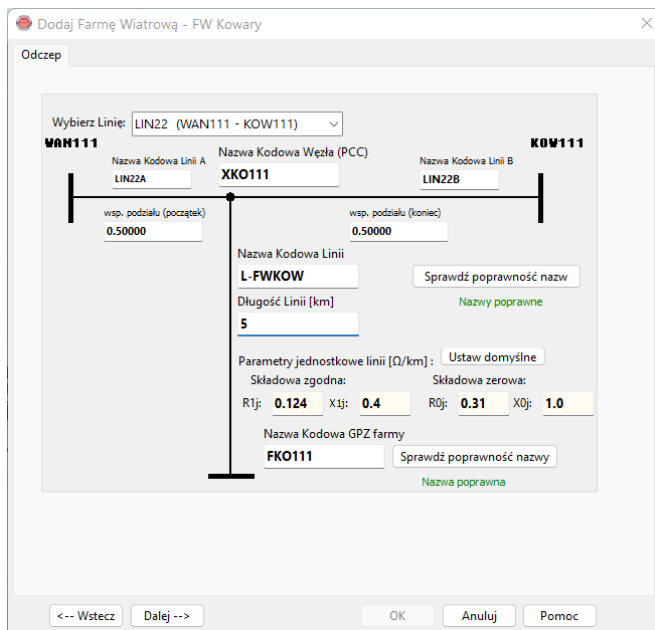 Dodaj Farmę Wiatrową - FW Kowary
Odczep
Wybierz Linię: LIN22 (WAN111 - KOW111)
WAN111
KOW111
Nazwa Kodowa Linii A
Nazwa Kodowa Węzła (PCC)
Nazwa Kodowa Linii B
LIN22A
XKO111
LIN22B
wsp. podziału (początek)
wsp. podziału (koniec)
0.50000
0.50000
Nazwa Kodowa Linii
L-FWKOW
Sprawdź poprawność nazw
Długość Linii [km]
Nazwy poprawne
5
Parametry jednostkowe linii [Ω/km] : Ustaw domyślne
Składowa zgodna:
Składowa zerowa:
R1j: 0.124 X1j: 0.4 R0j: 0.31 X0j: 1.0
Nazwa Kodowa GPZ farmy
FKO111
Sprawdź poprawność nazwy
Nazwa poprawna
<-- Wstecz
Dalej -->
OK
Anuluj
Pomoc